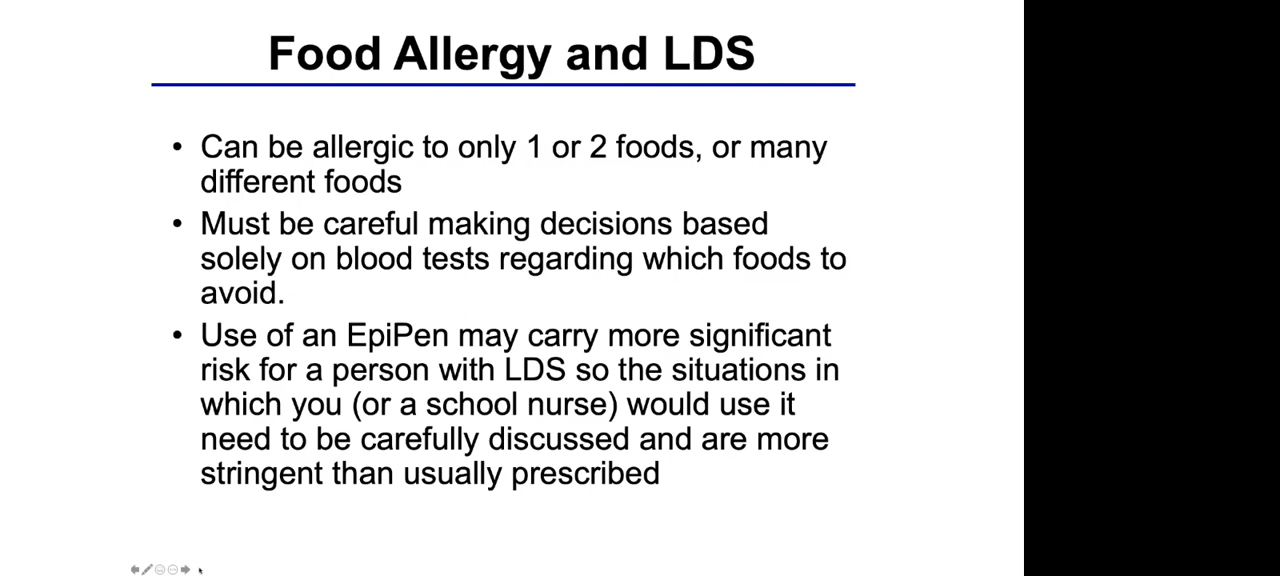 Food Allergy and LDS
• Can be allergic to only 1 or 2 foods, or many
different foods
• Must be careful making decisions based
solely on blood tests regarding which foods to
avoid.
• Use of an EpiPen may carry more significant
risk for a person with LDS so the situations in
which you (or a school nurse) would use it
need to be carefully discussed and are more
stringent than usually prescribed